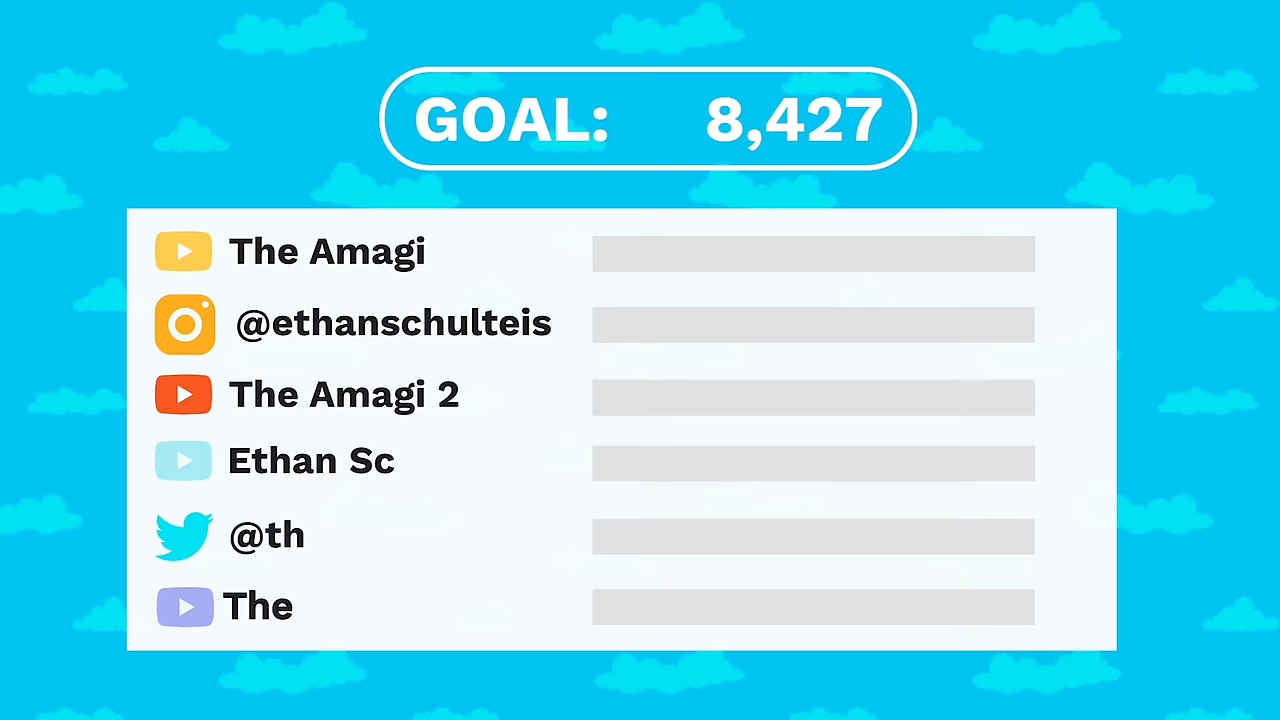 GOAL: 8,427
The Amagi
@ethanschulteis
The Amagi 2
Ethan Sc
@th
The